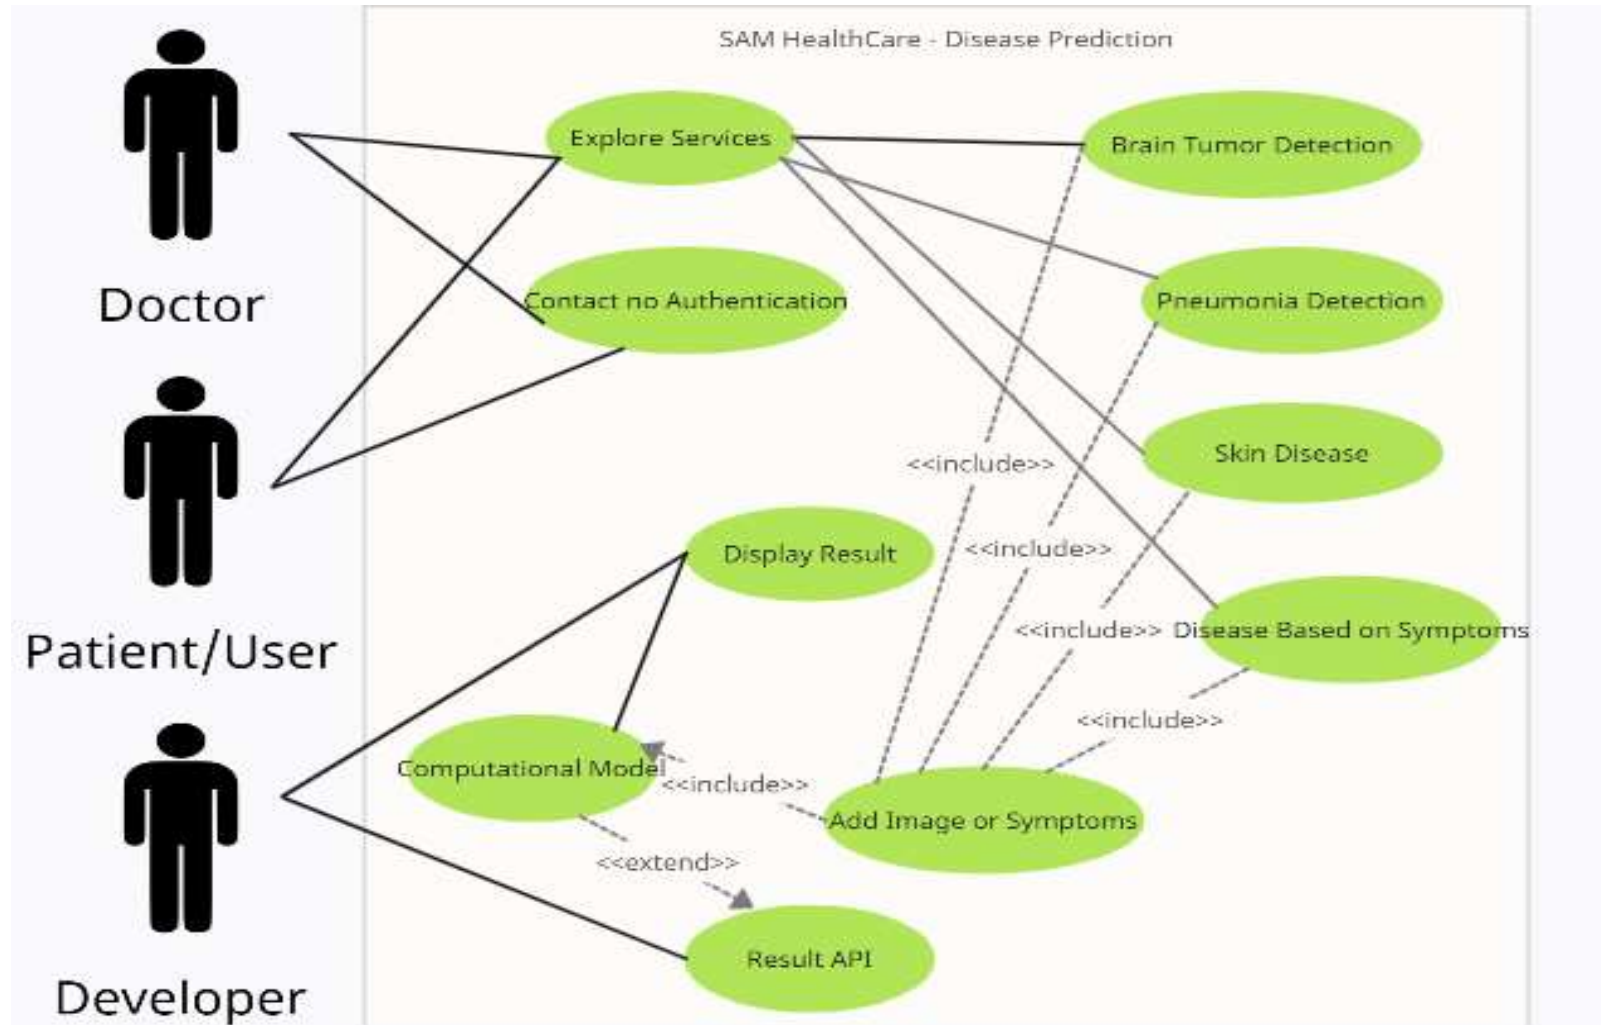 SAM HealthCare - Disease Prediction
Doctor
Patient/User
Developer
Explore Services
Brain Tumor Detection
Contact no Authentication
Pneumonia Detection
Skin Disease
<<include>>
Display Result
<<include>>
<<include>>
Disease Based on Symptoms
<<include>>
Computational Model
<<include>>
Add Image or Symptoms
<<extend>>
Result API